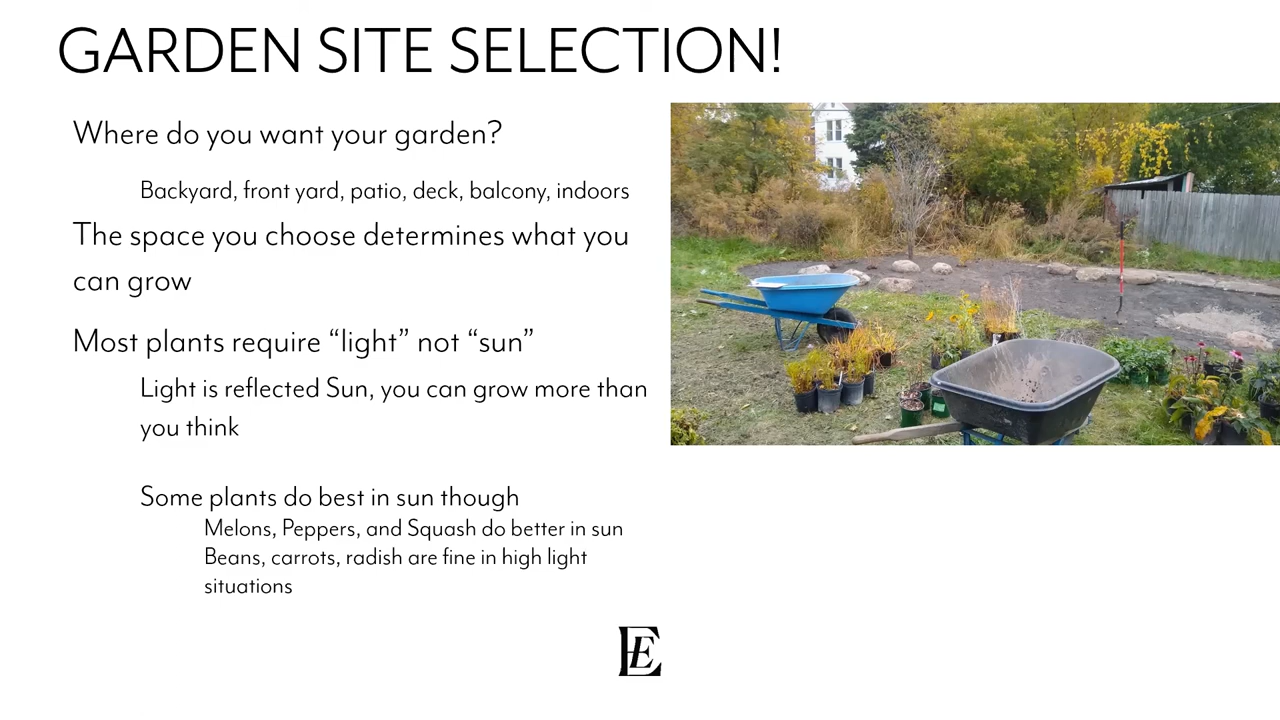 GARDEN SITE SELECTION!
Where do you want your garden?
Backyard, front yard, patio, deck, balcony, indoors
The space you choose determines what you
can grow
Most plants require “light” not “sun”
Light is reflected Sun, you can grow more than
you think
Some plants do best in sun though
Melons, Peppers, and Squash do better in sun
Beans, carrots, radish are fine in high light
situations
EE